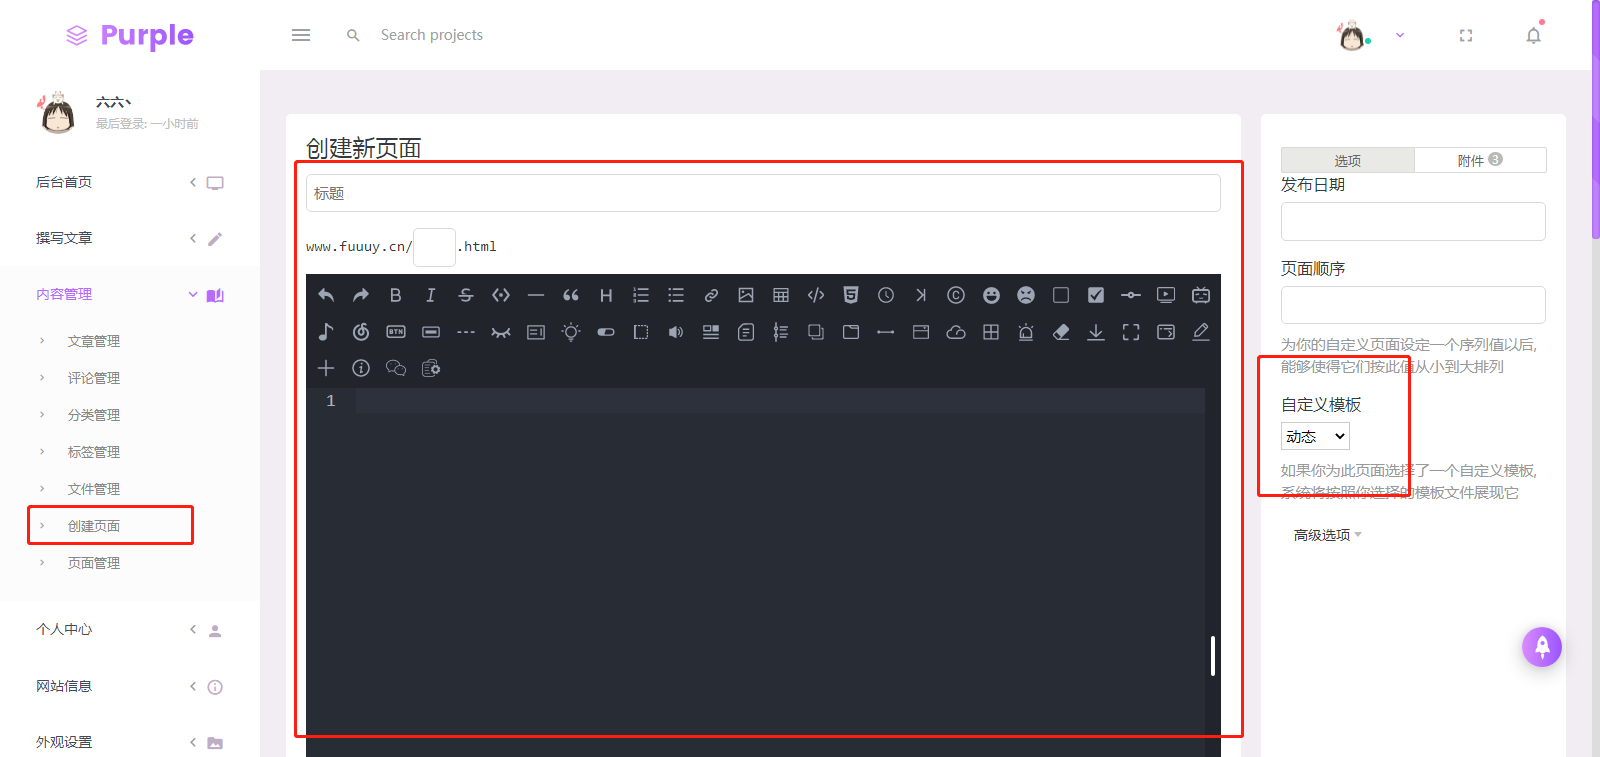 Purple
Search projects
六六、
最后登录: 一小时前
后台首页
撰写文章
内容管理
文章管理
评论管理
分类管理
标签管理
文件管理
创建页面
页面管理
个人中心
网站信息
外观设置
创建新页面
标题
www.fuuuy.cn/ .html
1
选项
附件 3
发布日期
页面顺序
为你的自定义页面设定一个序列值以后,
能够使得它们按此值从小到大排列
自定义模板
动态
如果你为此页面选择了一个自定义模板,
系统将按照你选择的模板文件展现它
高级选项